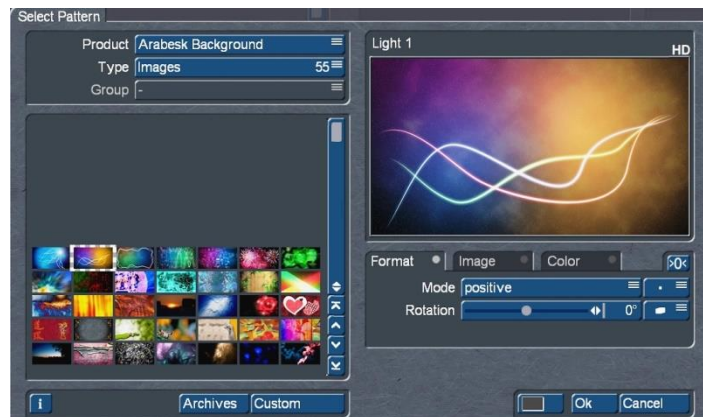 Select Pattern
Product Arabesk Background
Type Images 55
Group -
Light 1
HD
Format Image Color >0<
Mode positive
Rotation 0°
i Archives Custom
Ok Cancel